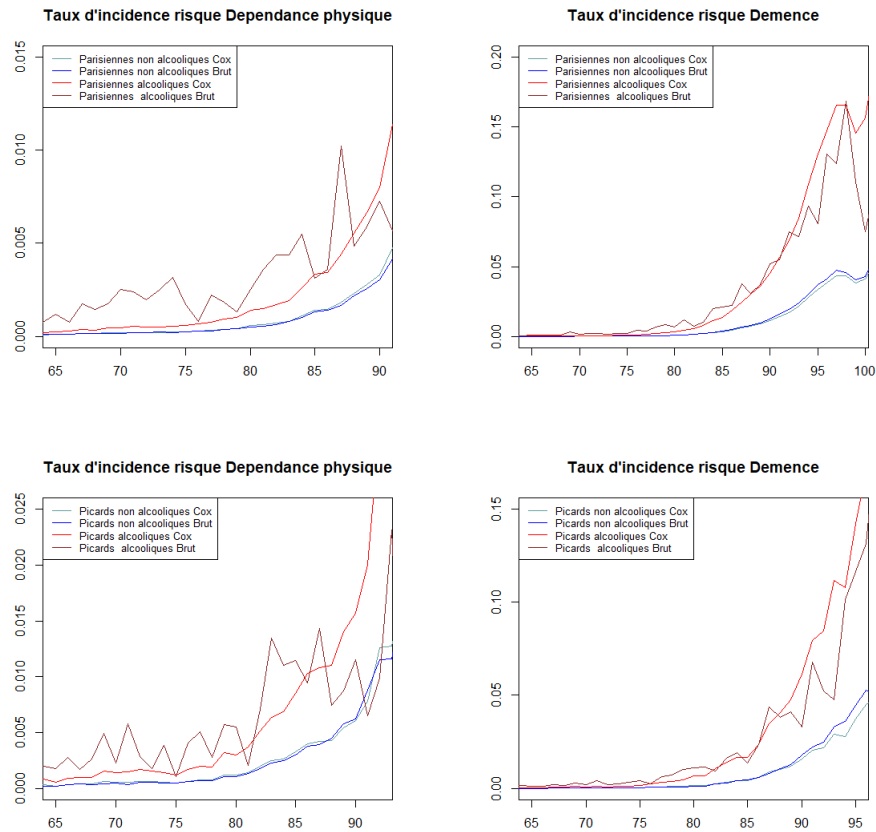 Taux d'incidence risque Dependance physique
Parisiennes non alcooliques Cox
Parisiennes non alcooliques Brut
Parisiennes alcooliques Cox
Parisiennes alcooliques Brut
0.015
0.010
0.005
0.000
65 70 75 80 85 90
Taux d'incidence risque Demence
Parisiennes non alcooliques Cox
Parisiennes non alcooliques Brut
Parisiennes alcooliques Cox
Parisiennes alcooliques Brut
0.20
0.15
0.10
0.05
0.00
65 70 75 80 85 90 95 100
Taux d'incidence risque Dependance physique
Picards non alcooliques Cox
Picards non alcooliques Brut
Picards alcooliques Cox
Picards alcooliques Brut
0.025
0.020
0.015
0.010
0.005
0.000
65 70 75 80 85 90
Taux d'incidence risque Demence
Picards non alcooliques Cox
Picards non alcooliques Brut
Picards alcooliques Cox
Picards alcooliques Brut
0.15
0.10
0.05
0.00
65 70 75 80 85 90 95